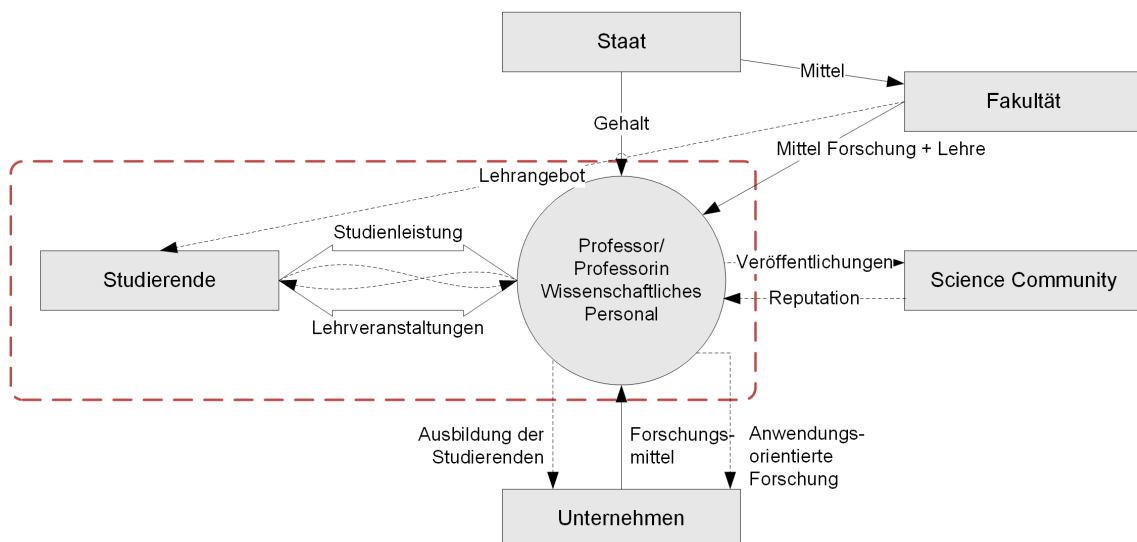 Staat
Mittel
Fakultät
Gehalt
Mittel Forschung + Lehre
Lehrangebot
Studienleistung
Studierende
Professor/
Professorin
Wissenschaftliches
Personal
Veröffentlichungen
Science Community
Reputation
Lehrveranstaltungen
Ausbildung der
Studierenden
Forschungs-
mittel
Anwendungs-
orientierte
Forschung
Unternehmen